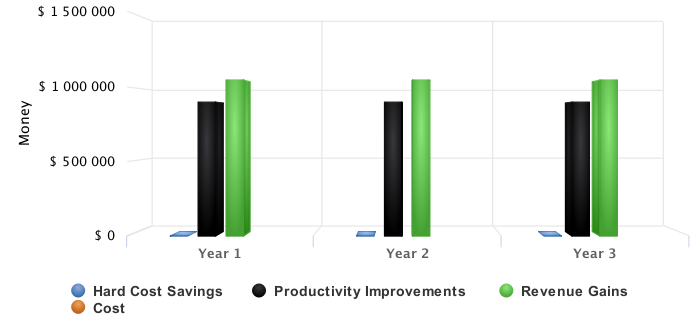 $ 1 500 000
$ 1 000 000
$ 500 000
$ 0
Money
Year 1 Year 2 Year 3
Hard Cost Savings Productivity Improvements Revenue Gains
Cost